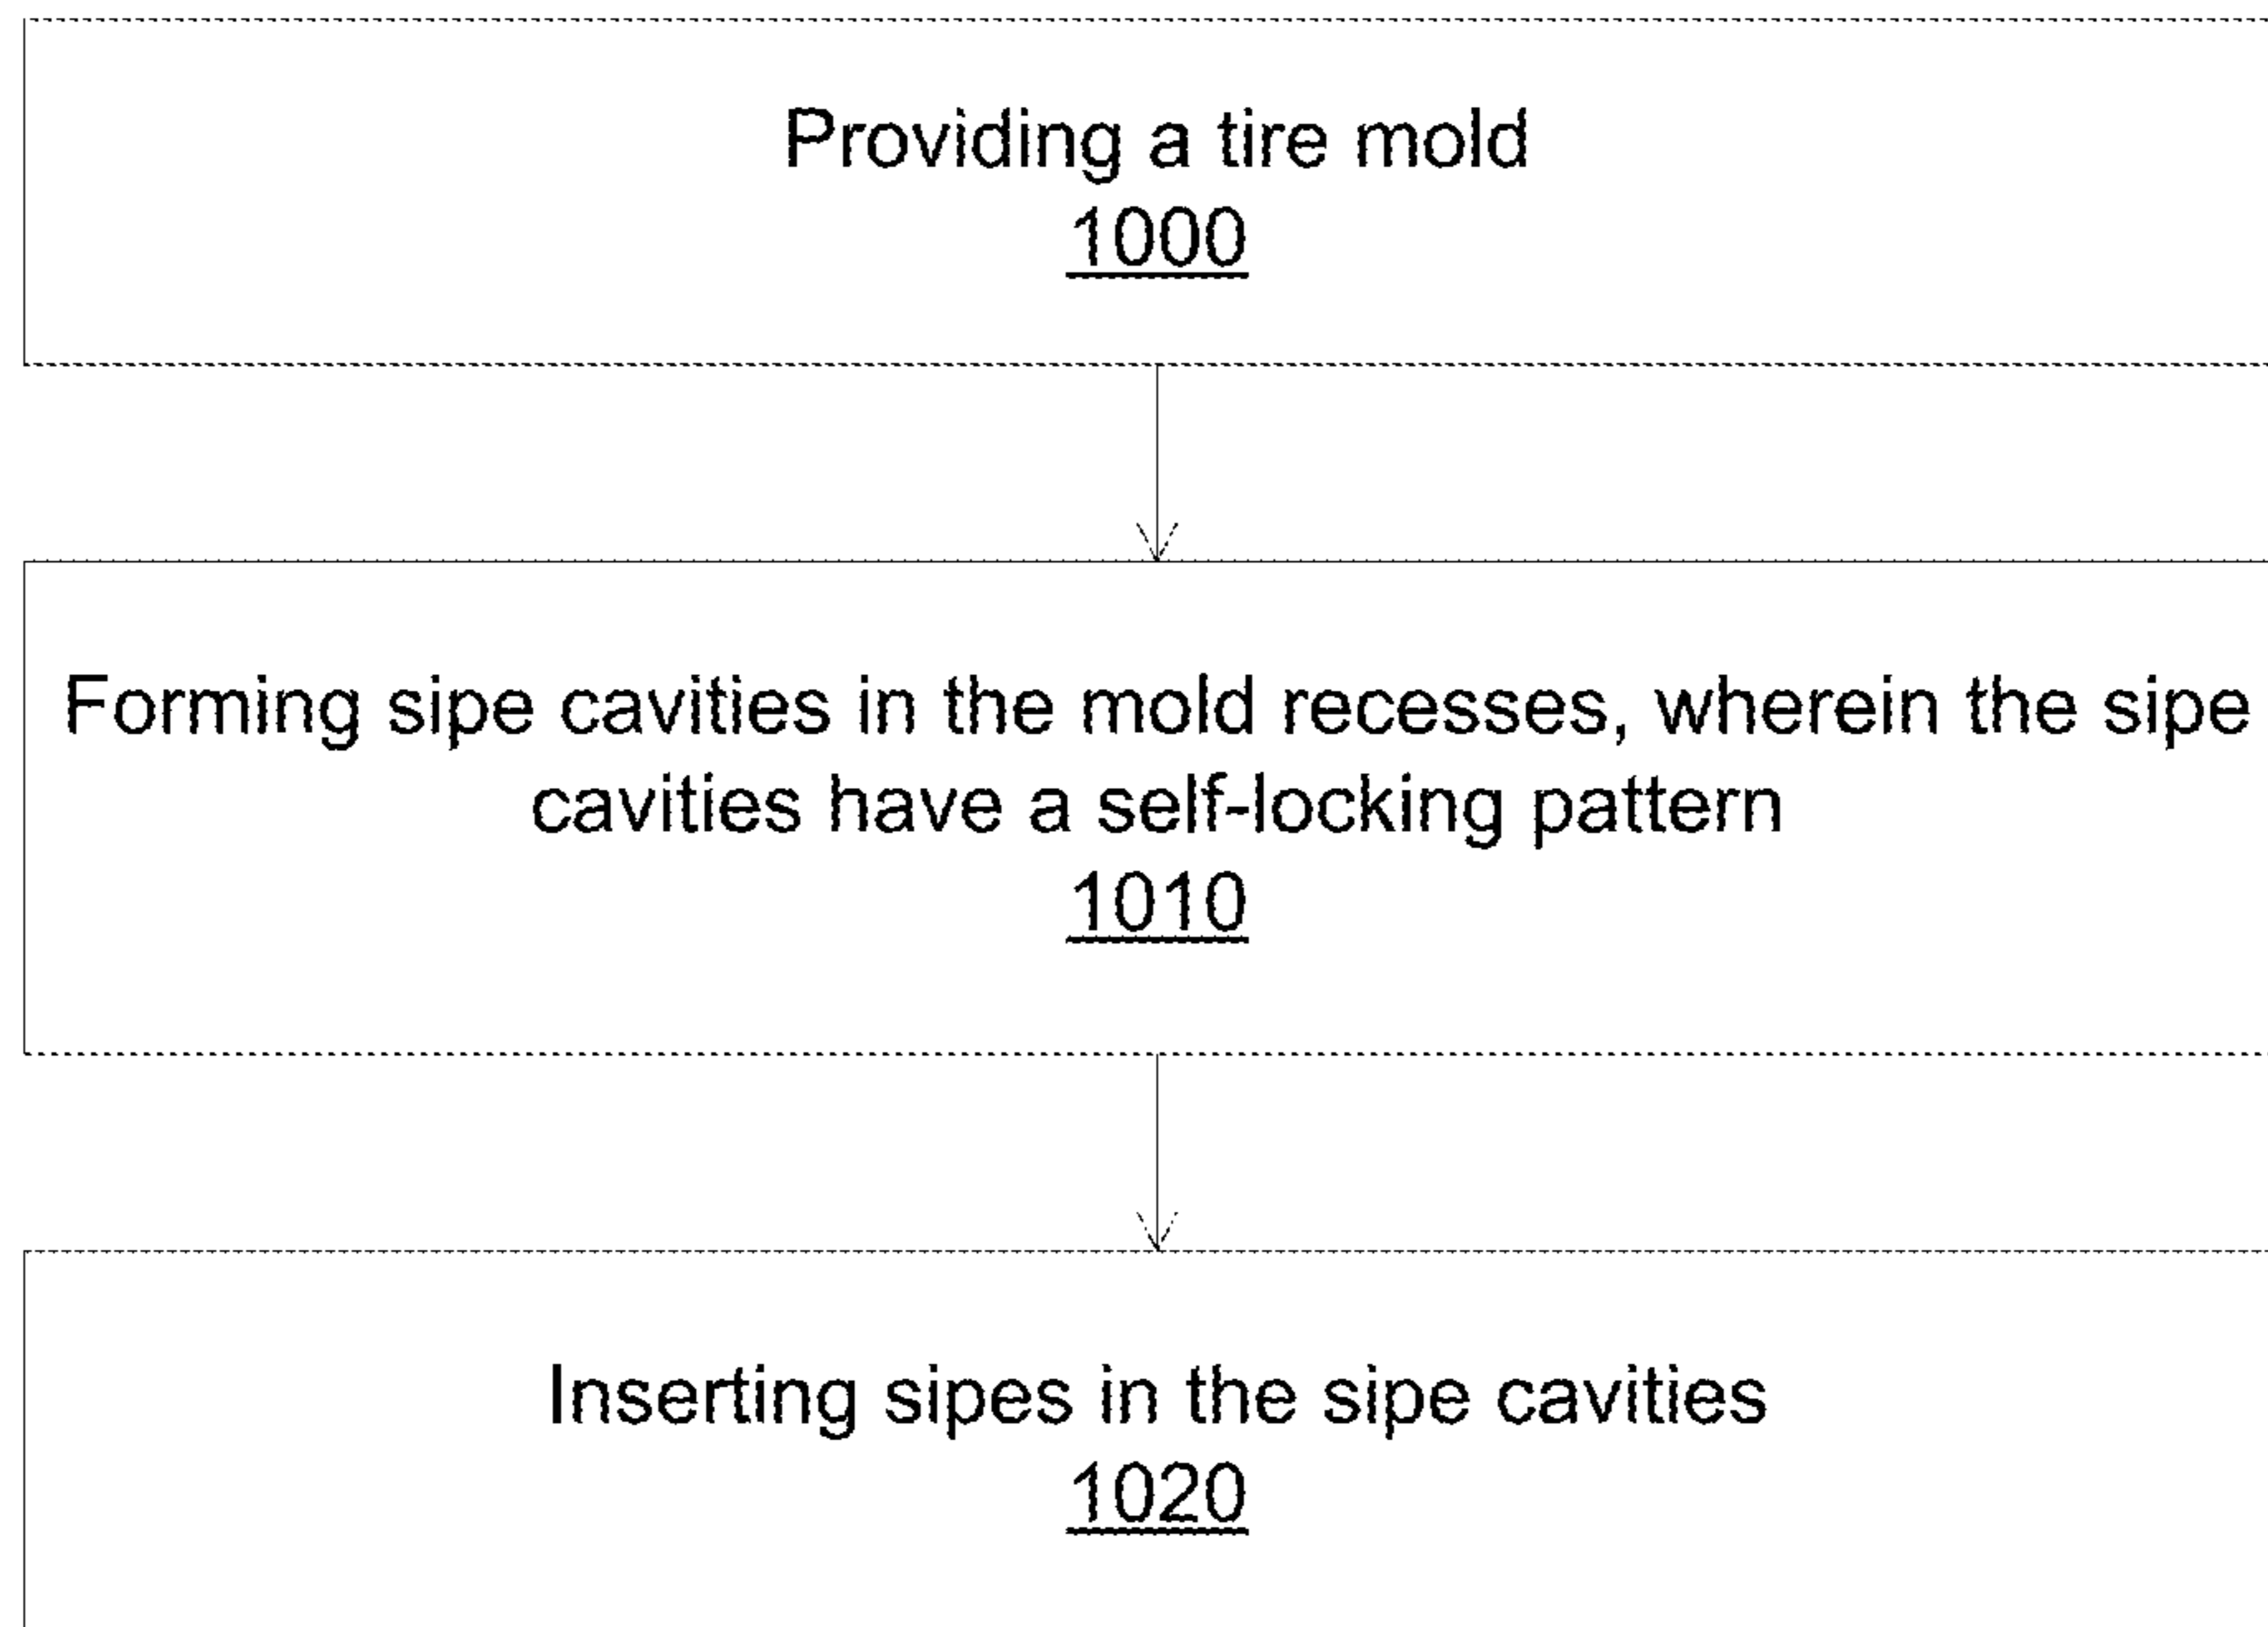 Providing a tire mold
1000
Forming sipe cavities in the mold recesses, wherein the sipe
cavities have a self-locking pattern
1010
Inserting sipes in the sipe cavities
1020